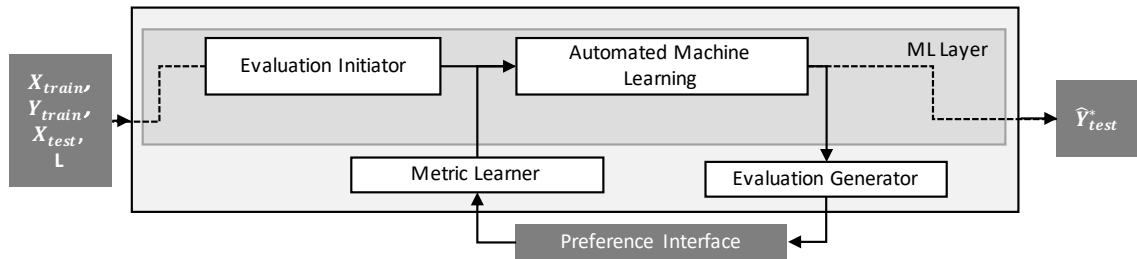 ML Layer
Evaluation Initiator
Automated Machine
Learning
X_train,
Y_train,
X_test,
L
Ŷ*_test
Metric Learner
Evaluation Generator
Preference Interface